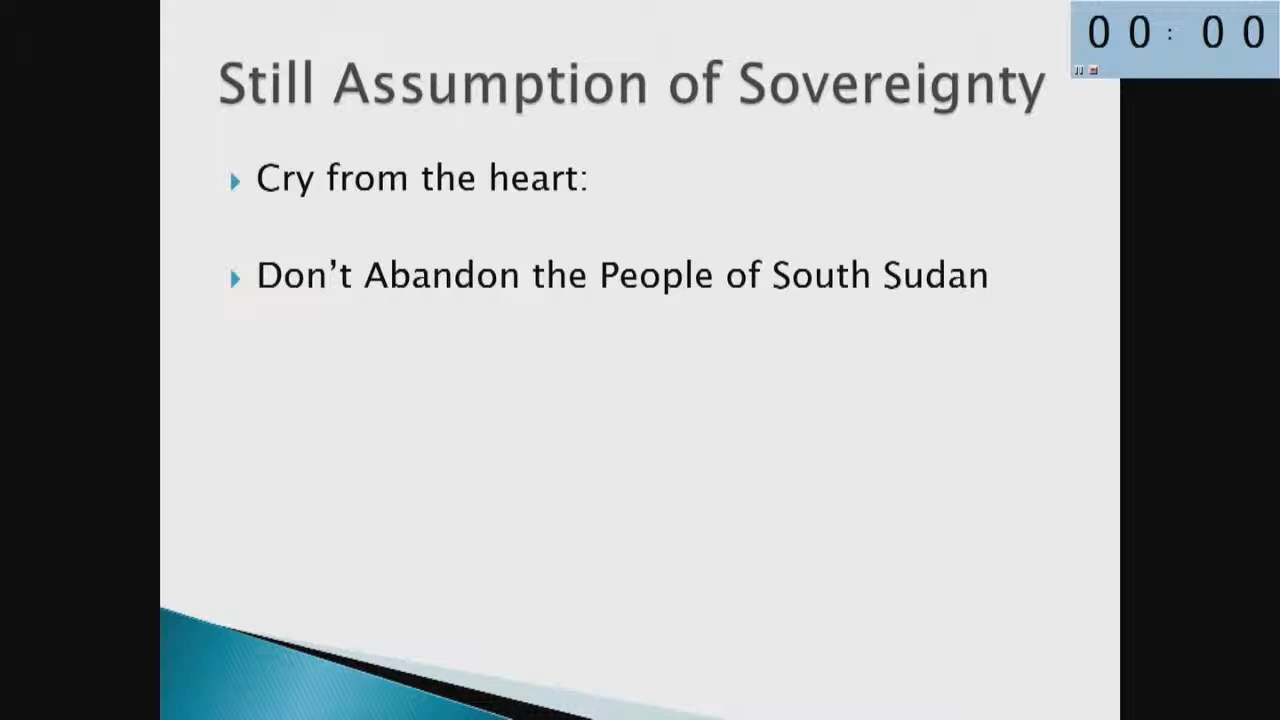 00:00
Still Assumption of Sovereignty
Cry from the heart:
Don’t Abandon the People of South Sudan